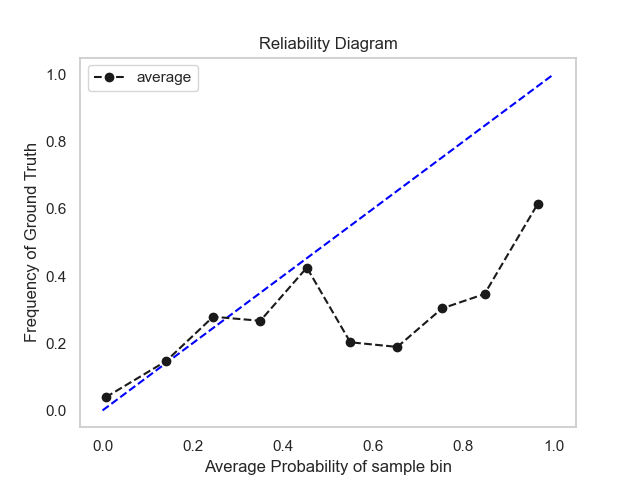 Reliability Diagram
average
1.0
0.8
0.6
0.4
0.2
0.0
Frequency of Ground Truth
0.0 0.2 0.4 0.6 0.8 1.0
Average Probability of sample bin